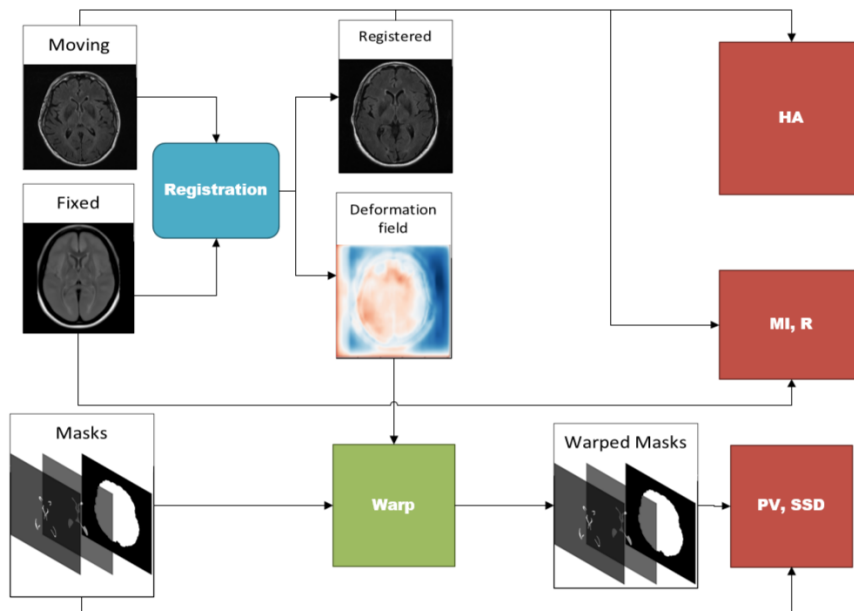 Moving
Registered
HA
Registration
Fixed
Deformation
field
MI, R
Masks
Warped Masks
Warp
PV, SSD